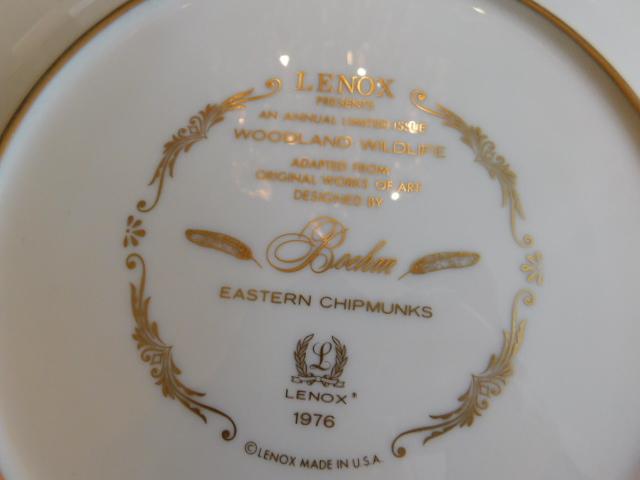 LENOX
PRESENTS
AN ANNUAL LIMITED ISSUE
WOODLAND WILDLIFE
ADAPTED FROM
ORIGINAL WORKS OF ART
DESIGNED BY
Boehm
EASTERN CHIPMUNKS
L
LENOX®
1976
©LENOX MADE IN U.S.A.